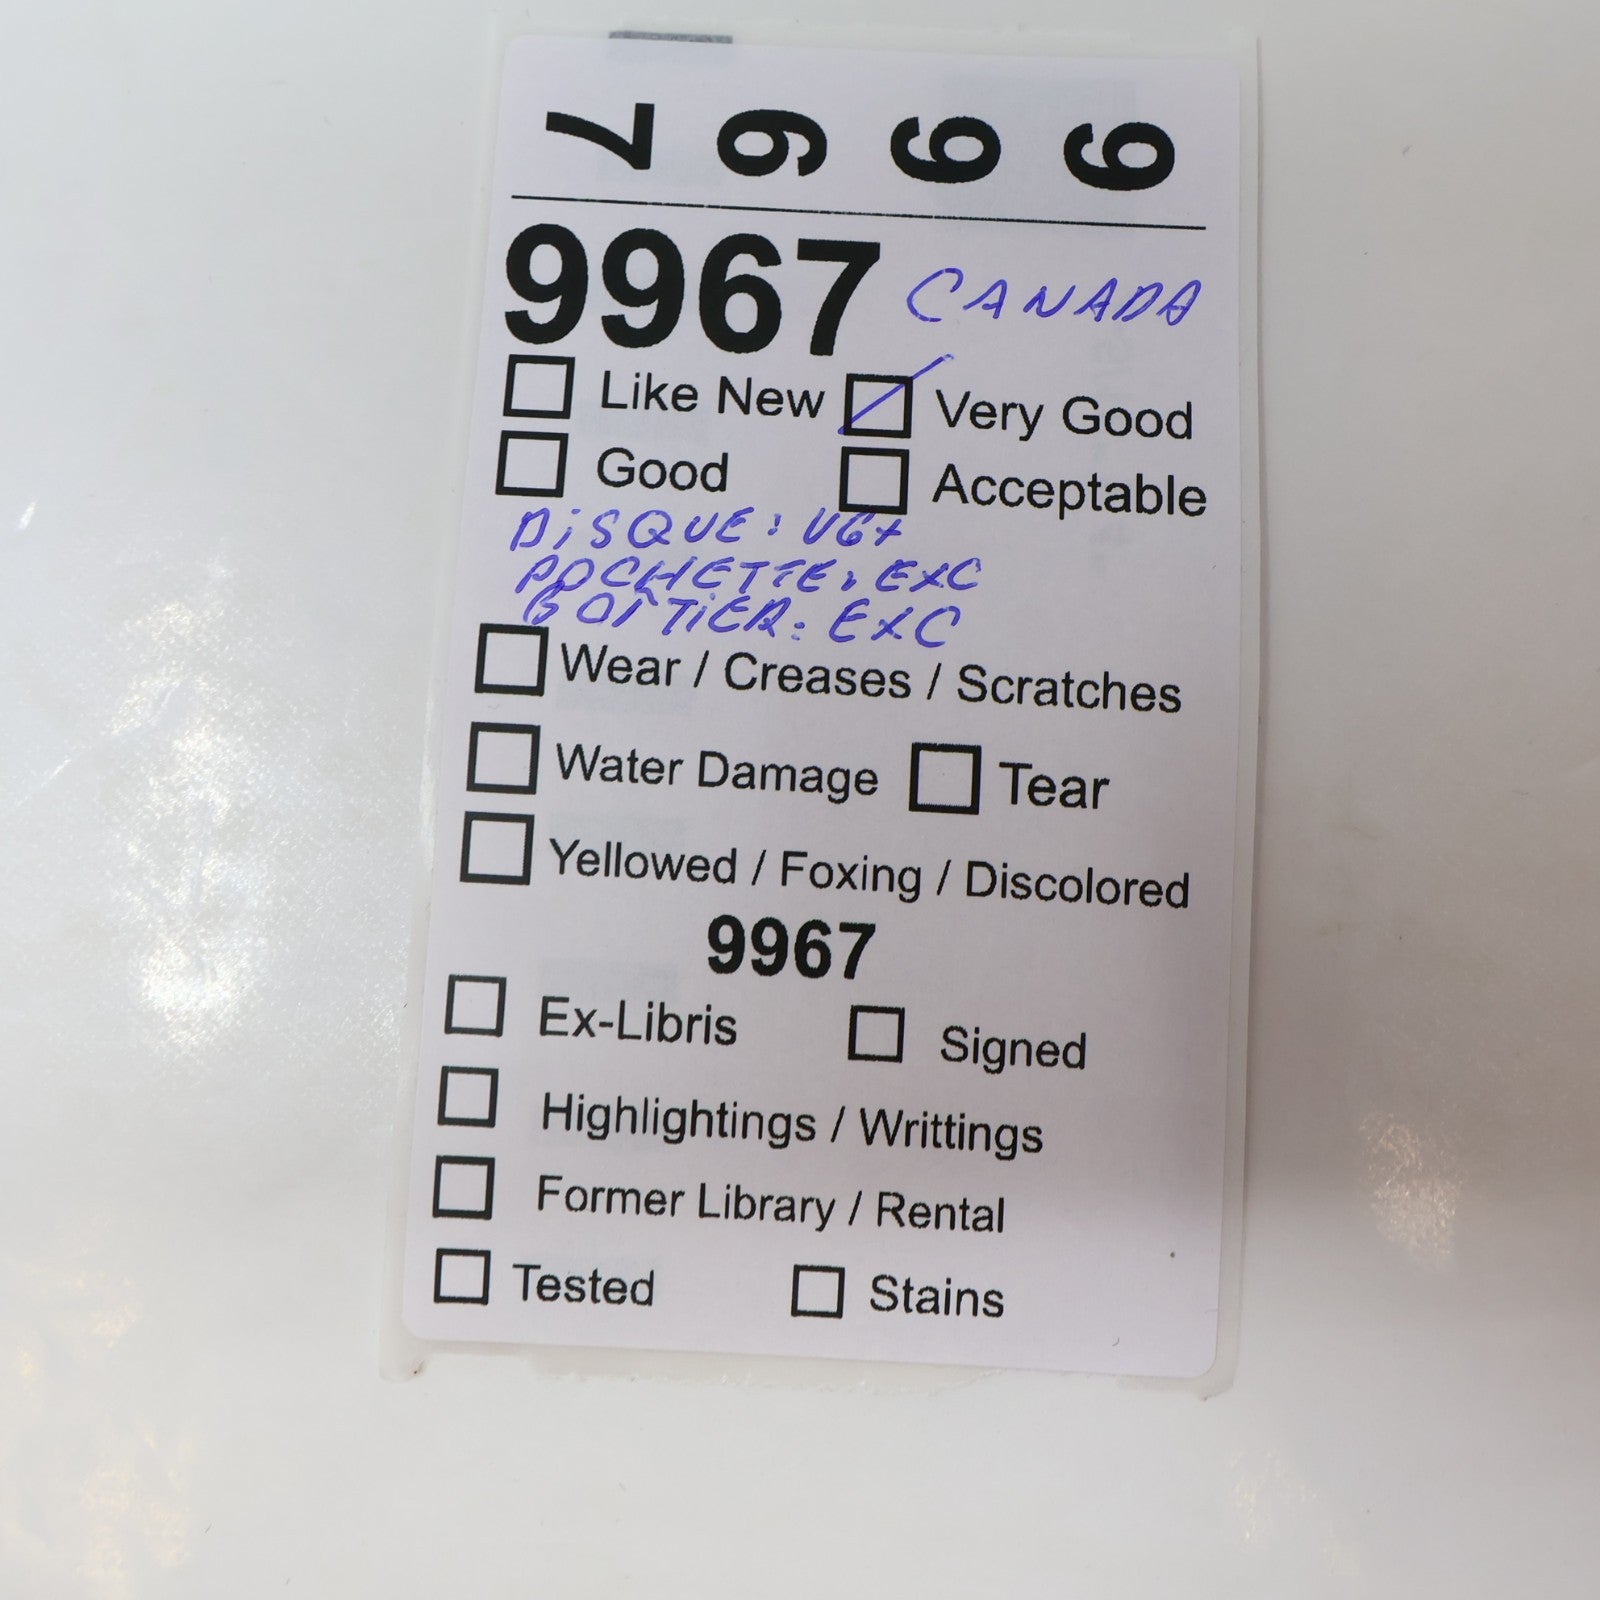 9967
9967 CANADA
Like New Very Good
Good Acceptable
DiSQUE: VG+
POCHETTE: EXC
BOÎTiER: EXC
Wear / Creases / Scratches
Water Damage Tear
Yellowed / Foxing / Discolored
9967
Ex-Libris Signed
Highlightings / Writtings
Former Library / Rental
Tested Stains